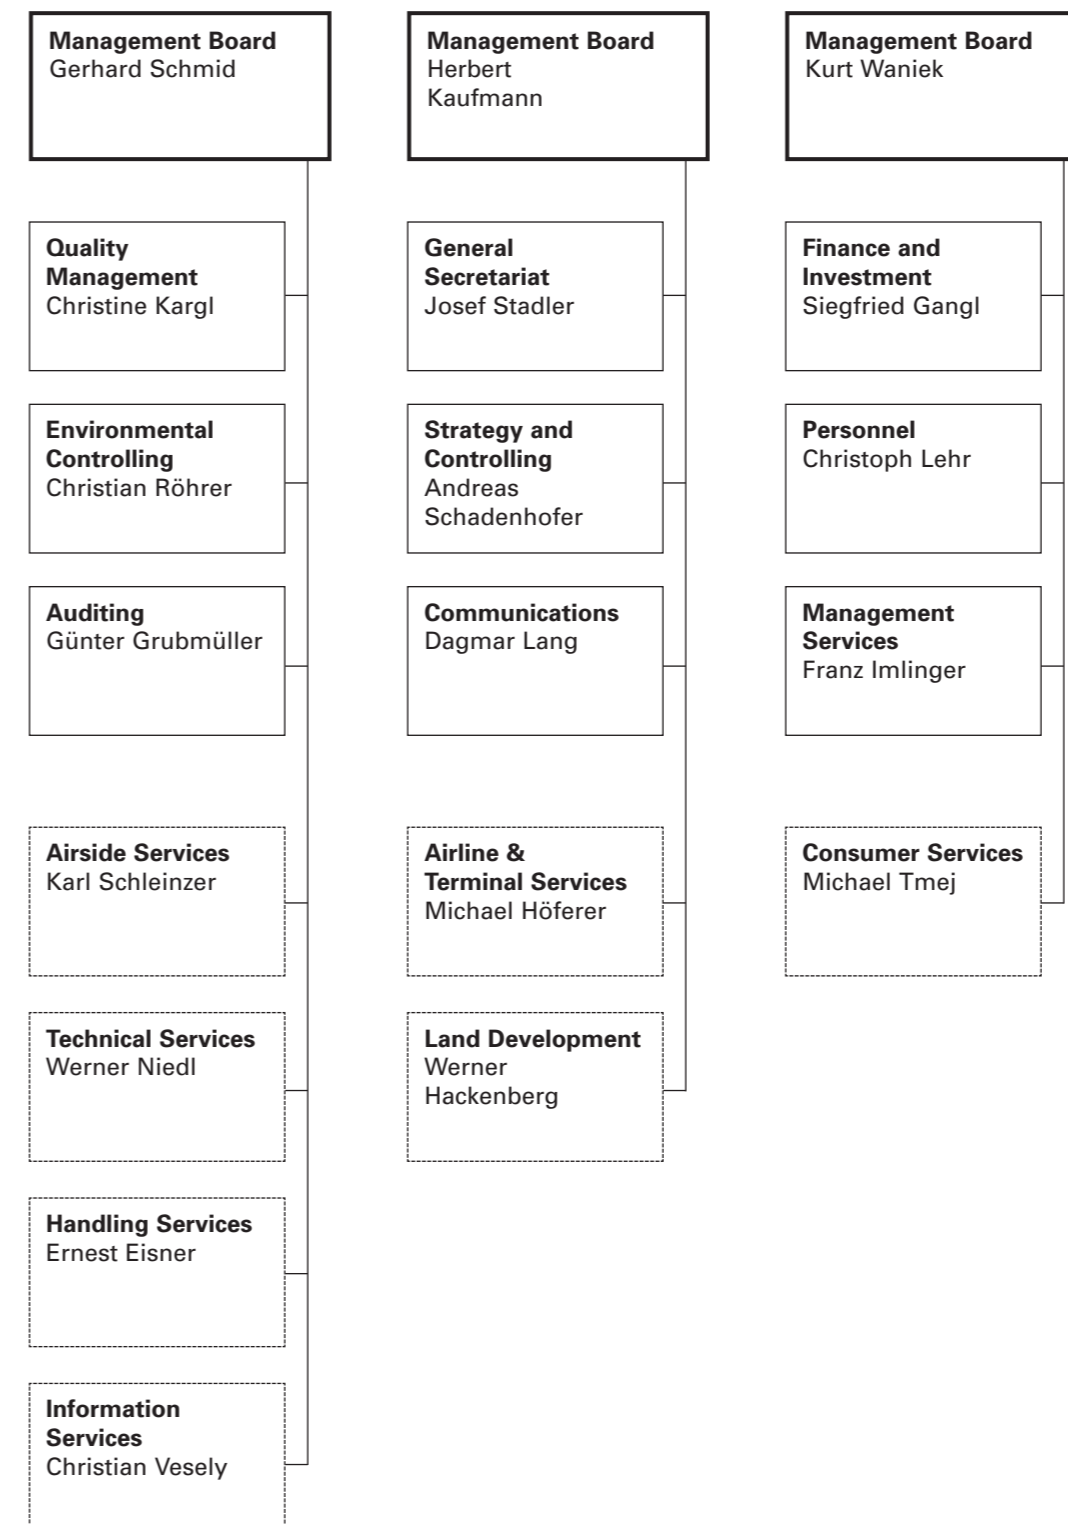 Management Board
Gerhard Schmid
Management Board
Herbert
Kaufmann
Management Board
Kurt Waniek
Quality
Management
Christine Kargl
General
Secretariat
Josef Stadler
Finance and
Investment
Siegfried Gangl
Environmental
Controlling
Christian Röhrer
Strategy and
Controlling
Andreas
Schadenhofer
Personnel
Christoph Lehr
Auditing
Günter Grubmüller
Communications
Dagmar Lang
Management
Services
Franz Imlinger
Airside Services
Karl Schleinzer
Airline &
Terminal Services
Michael Höferer
Consumer Services
Michael Tmej
Technical Services
Werner Niedl
Land Development
Werner
Hackenberg
Handling Services
Ernest Eisner
Information
Services
Christian Vesely